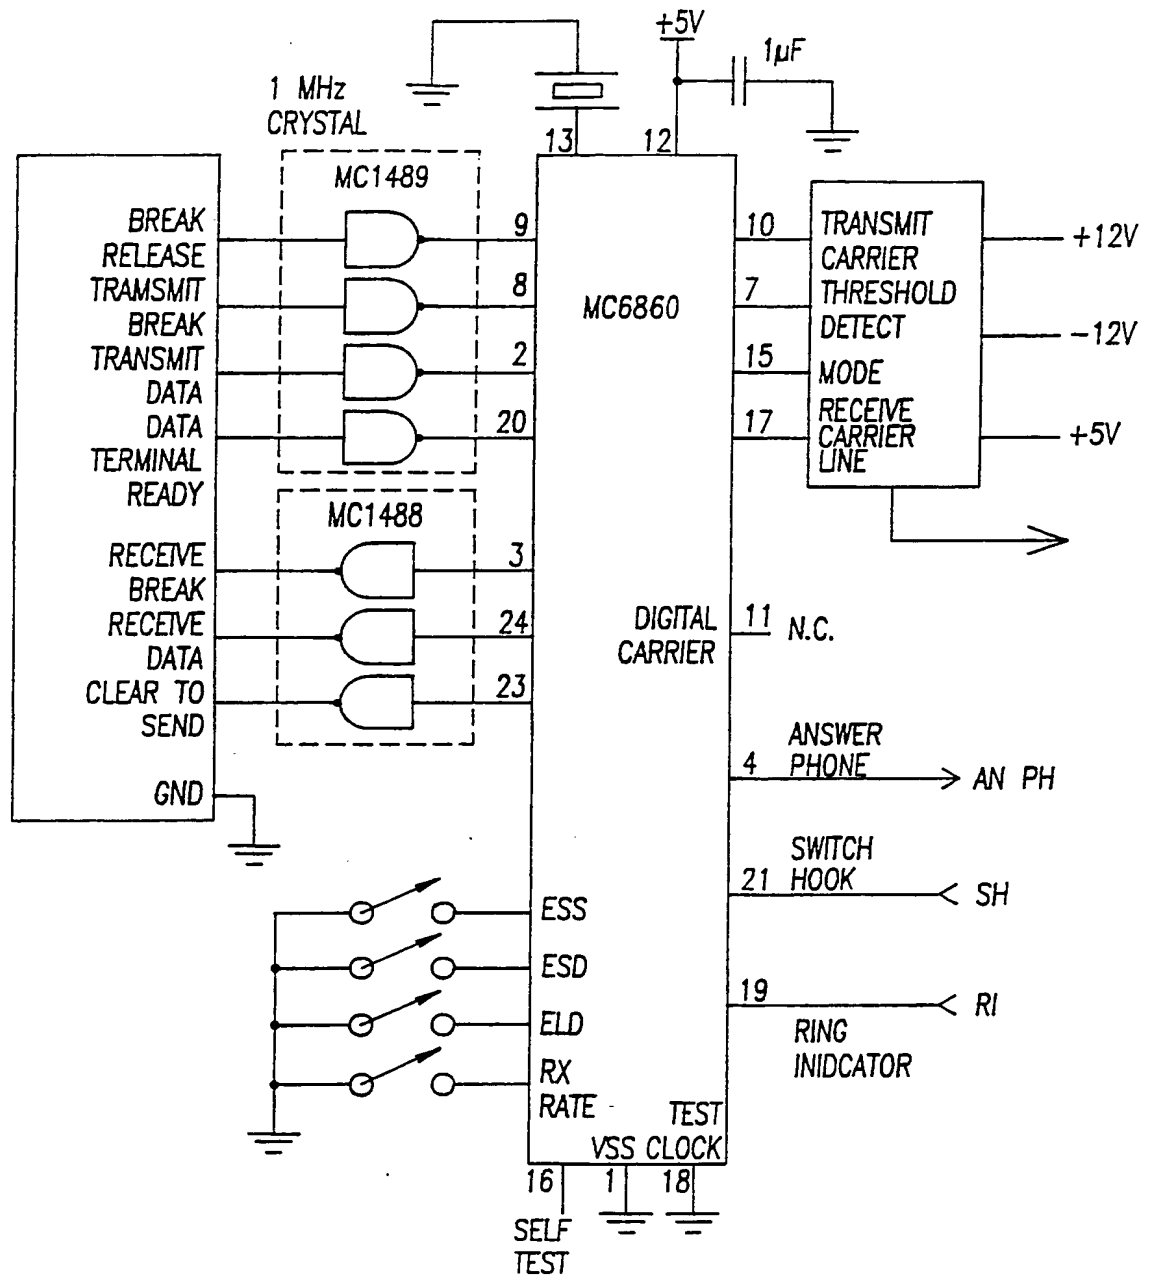 +5V
1µF
1 MHz
CRYSTAL
13
12
MC1489
BREAK
RELEASE
TRAMSMIT
BREAK
TRANSMIT
DATA
DATA
TERMINAL
READY
9
8
2
20
MC6860
10
7
15
17
TRANSMIT
CARRIER
THRESHOLD
DETECT
MODE
RECEIVE
CARRIER
LINE
+12V
-12V
+5V
MC1488
RECEIVE
BREAK
RECEIVE
DATA
CLEAR TO
SEND
GND
3
24
23
DIGITAL
CARRIER
11
N.C.
4
ANSWER
PHONE
AN PH
21
SWITCH
HOOK
SH
19
RING
INIDCATOR
RI
ESS
ESD
ELD
RX
RATE
TEST
VSS CLOCK
16
1
18
SELF
TEST